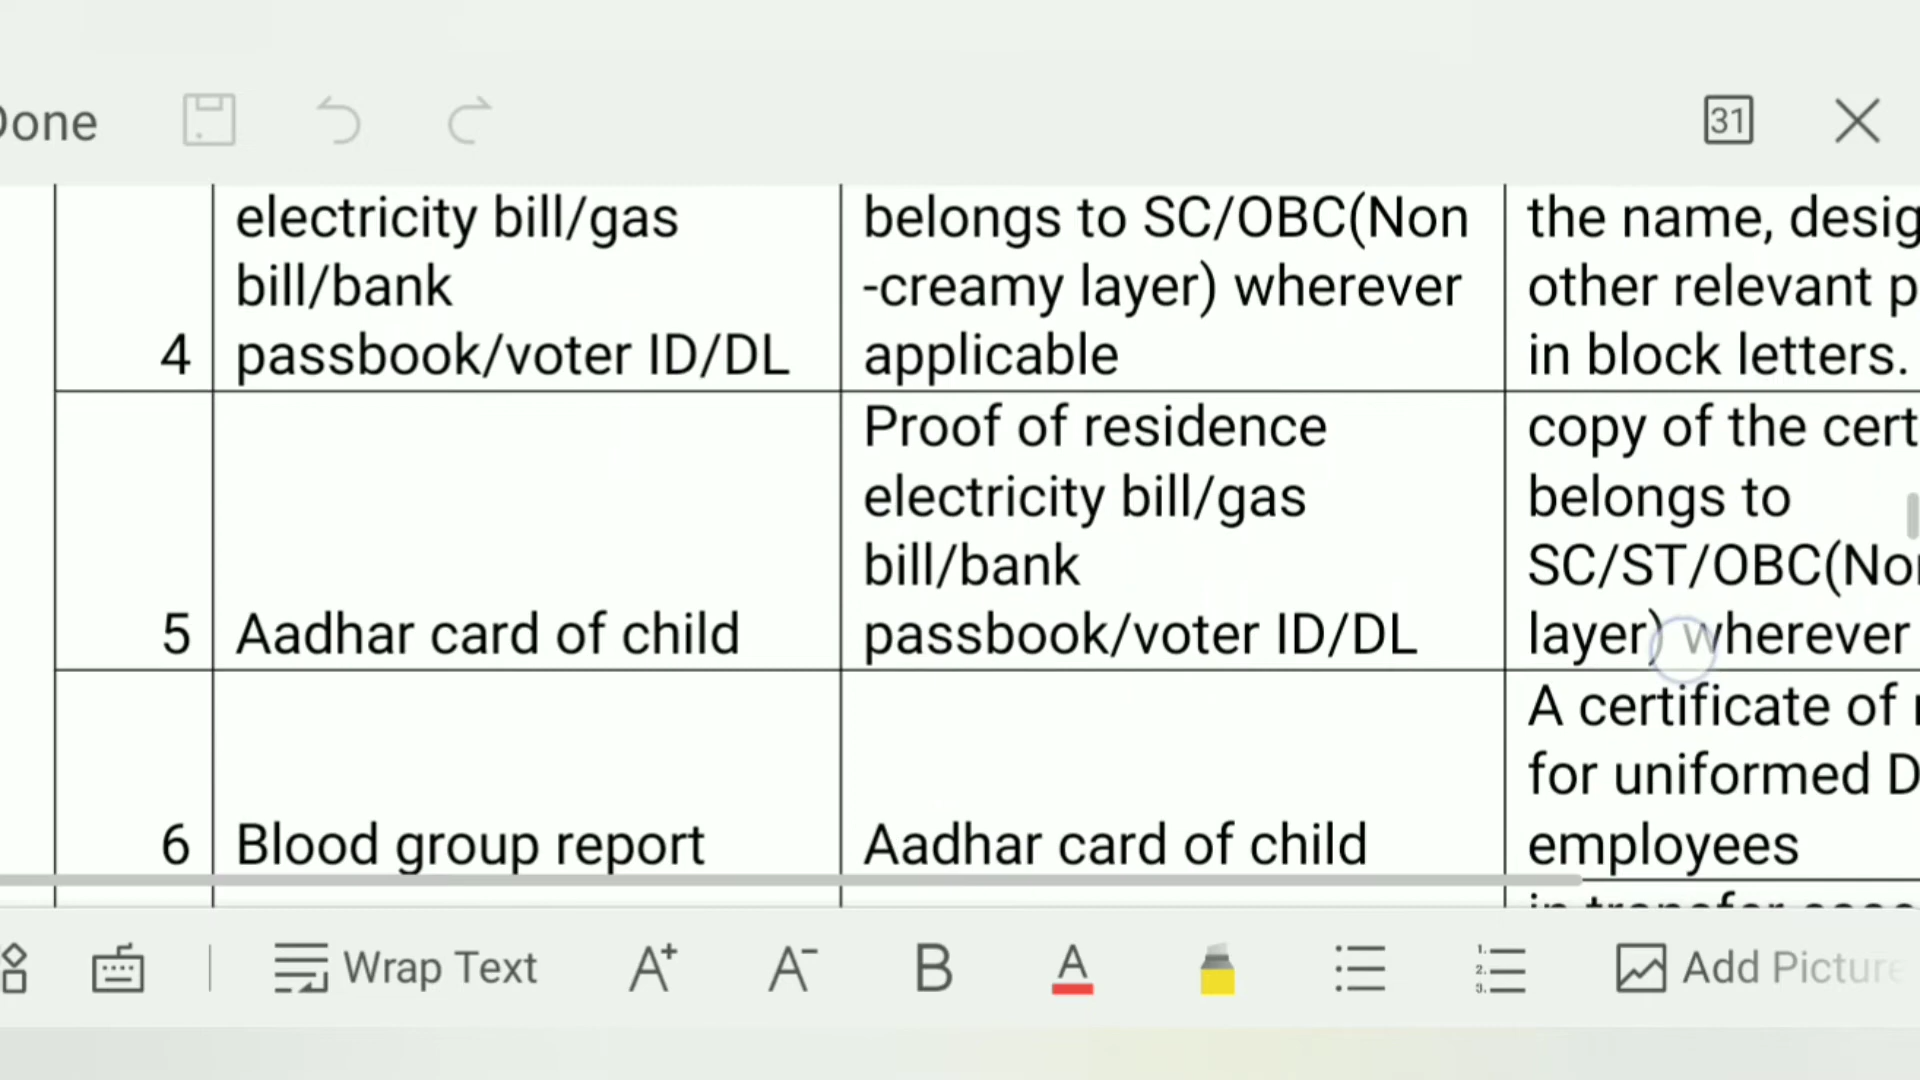 Done
31
electricity bill/gas
bill/bank
4 passbook/voter ID/DL
belongs to SC/OBC(Non
-creamy layer) wherever
applicable
the name, desig
other relevant p
in block letters.
5 Aadhar card of child
Proof of residence
electricity bill/gas
bill/bank
passbook/voter ID/DL
copy of the cert
belongs to
SC/ST/OBC(Non
layer) wherever
6 Blood group report
Aadhar card of child
A certificate of
for uniformed D
employees
in transfer
Wrap Text
A+
A-
B
A
Add Picture